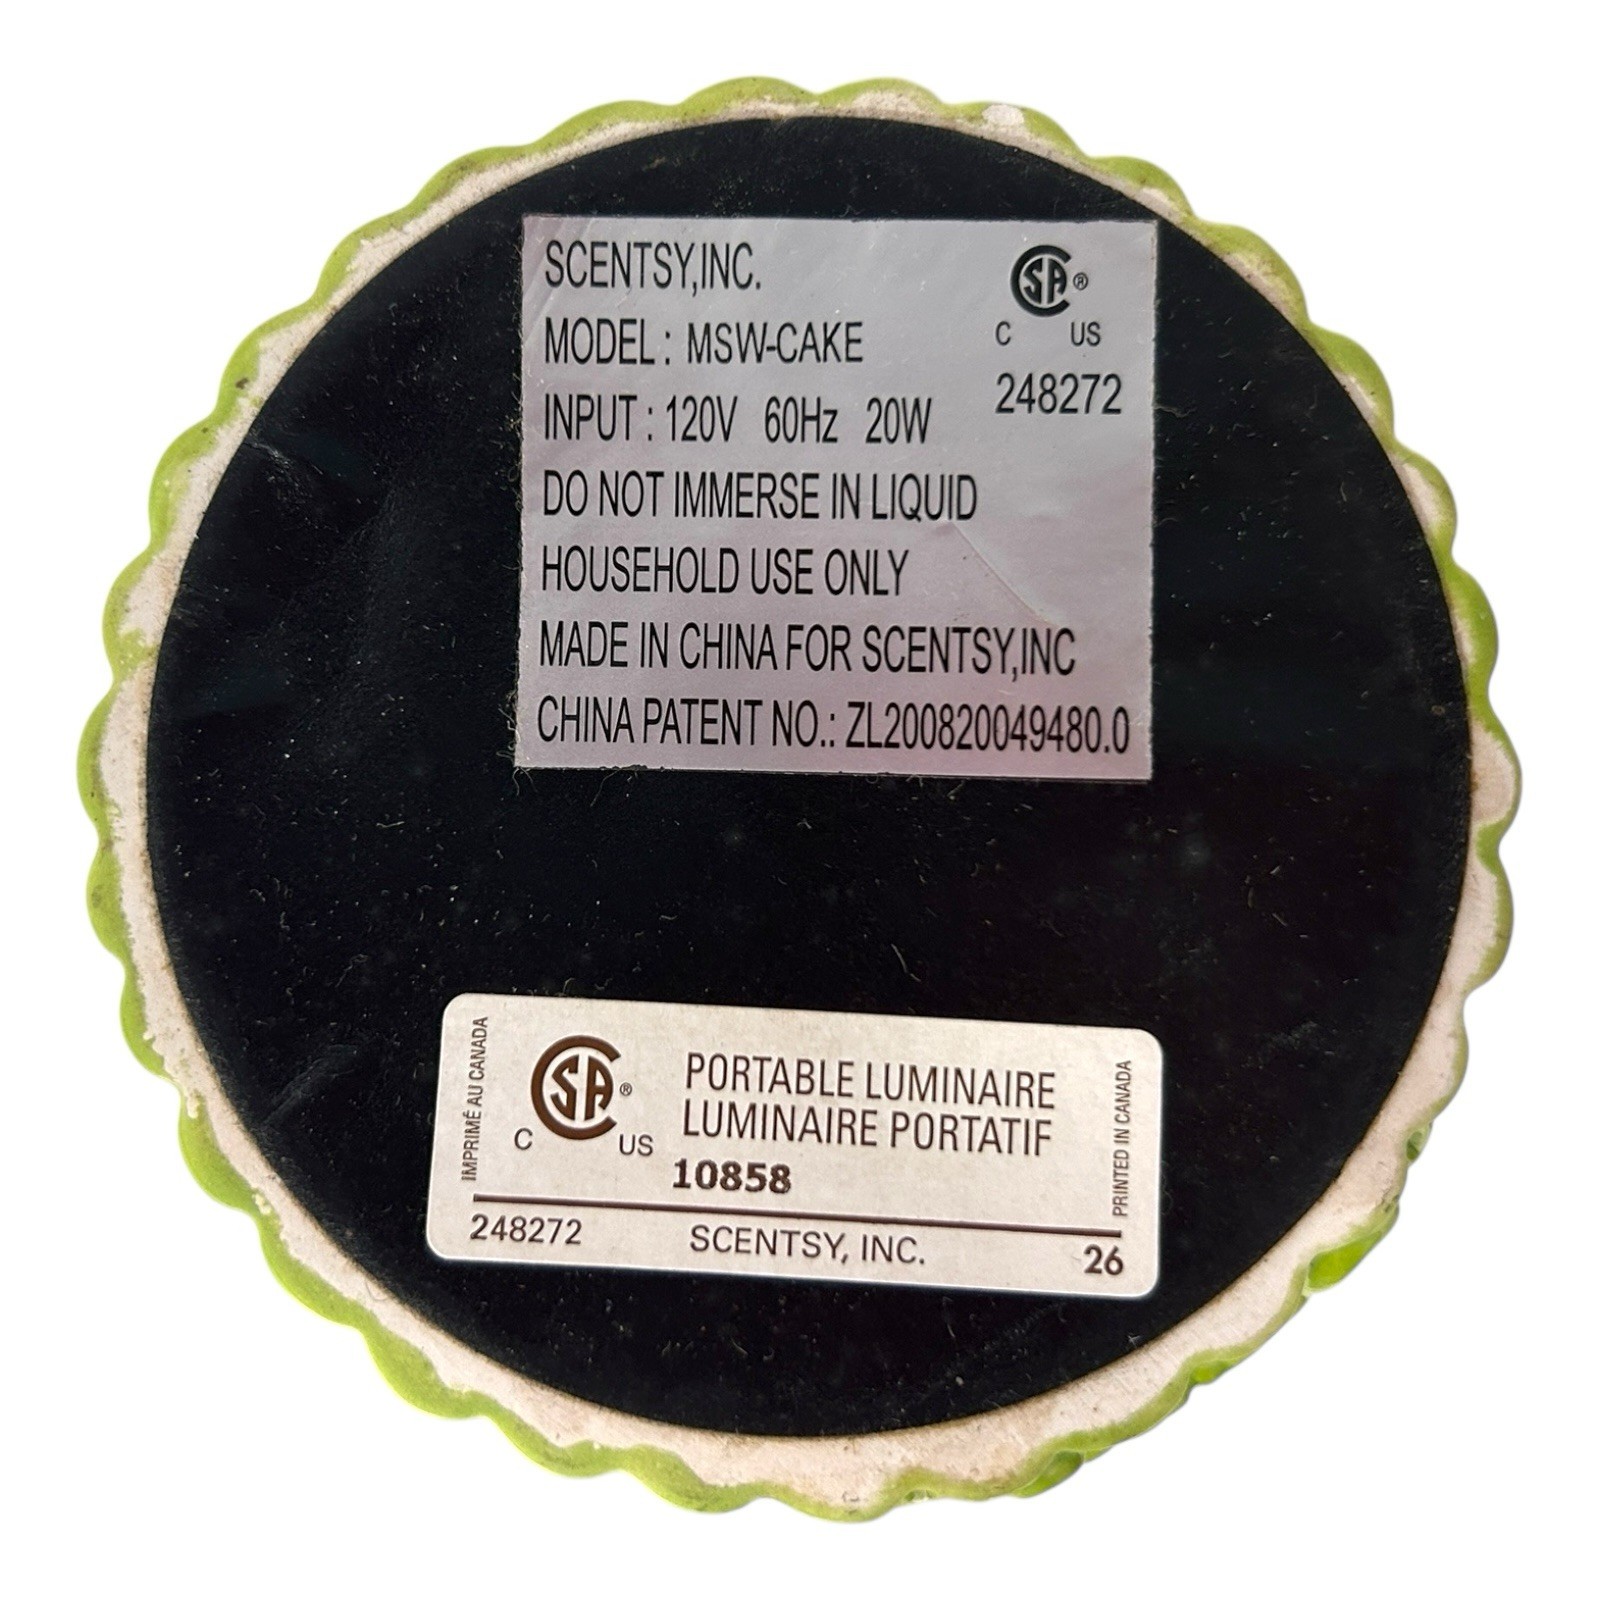 SCENTSY,INC.
MODEL: MSW-CAKE
INPUT: 120V 60Hz 20W
DO NOT IMMERSE IN LIQUID
HOUSEHOLD USE ONLY
MADE IN CHINA FOR SCENTSY,INC
CHINA PATENT NO.: ZL200820049480.0
CSA®
C US
248272
IMPRIMÉ AU CANADA
CSA®
C US
PORTABLE LUMINAIRE
LUMINAIRE PORTATIF
10858
PRINTED IN CANADA
248272 SCENTSY, INC. 26